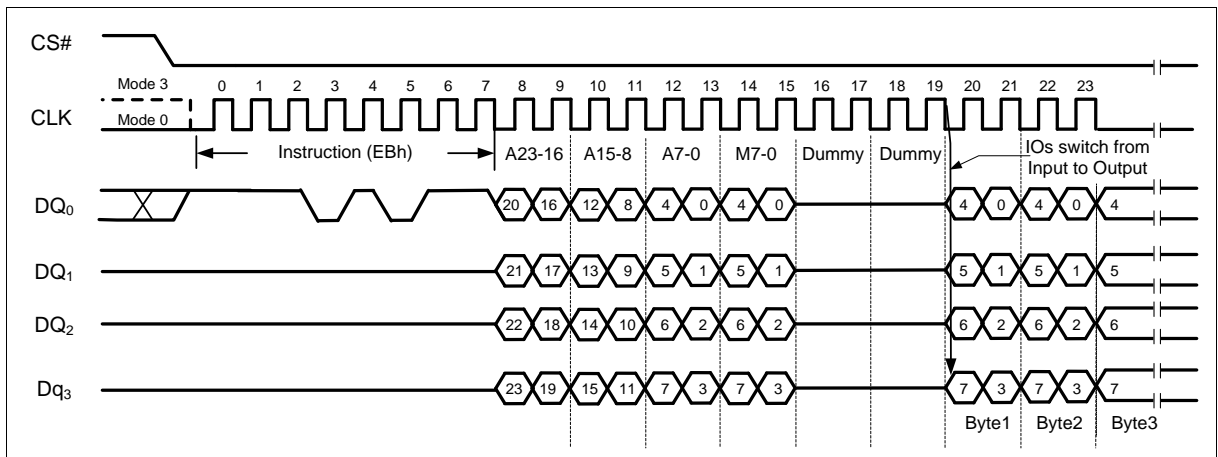 CS#
Mode 3 0 1 2 3 4 5 6 7 8 9 10 11 12 13 14 15 16 17 18 19 20 21 22 23
CLK
Mode 0
Instruction (EBh) A23-16 A15-8 A7-0 M7-0 Dummy Dummy IOs switch from
Input to Output
DQ0 20 16 12 8 4 0 4 0 4 0 4 0 4
DQ1 21 17 13 9 5 1 5 1 5 1 5 1 5
DQ2 22 18 14 10 6 2 6 2 6 2 6 2 6
Dq3 23 19 15 11 7 3 7 3 7 3 7 3 7
Byte1 Byte2 Byte3